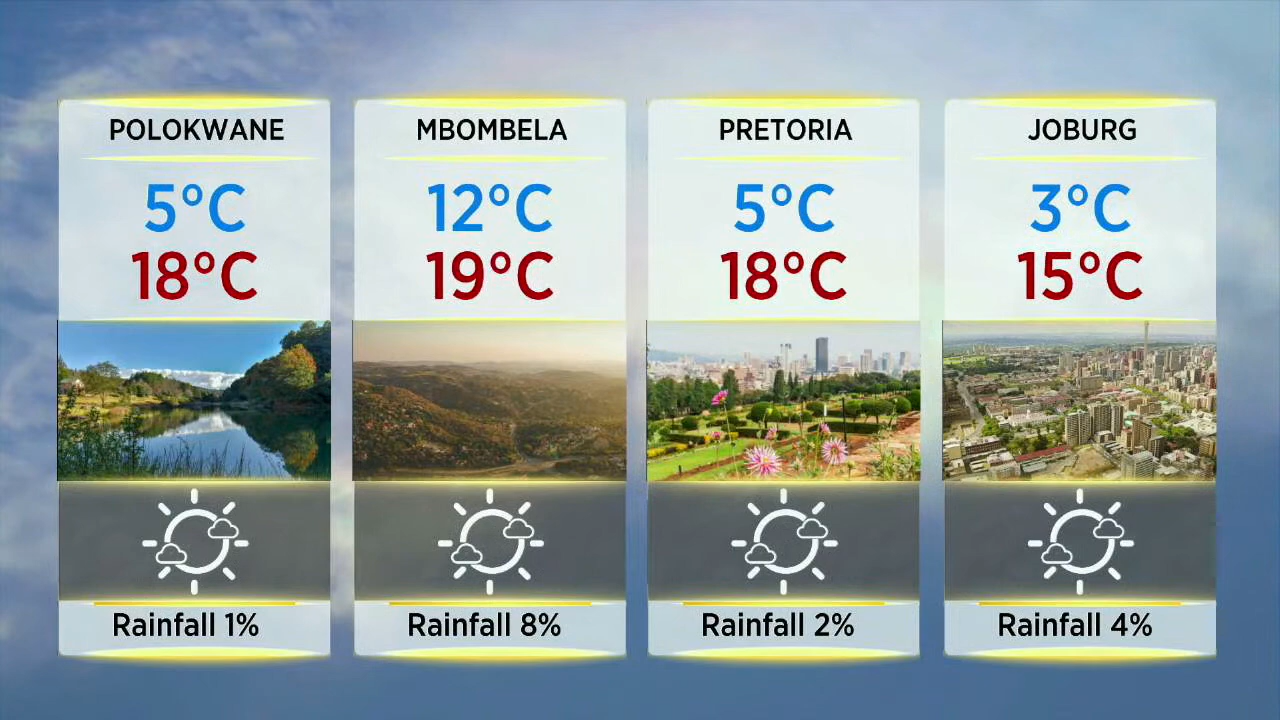 POLOKWANE
5°C
18°C
Rainfall 1%
MBOMBELA
12°C
19°C
Rainfall 8%
PRETORIA
5°C
18°C
Rainfall 2%
JOBURG
3°C
15°C
Rainfall 4%